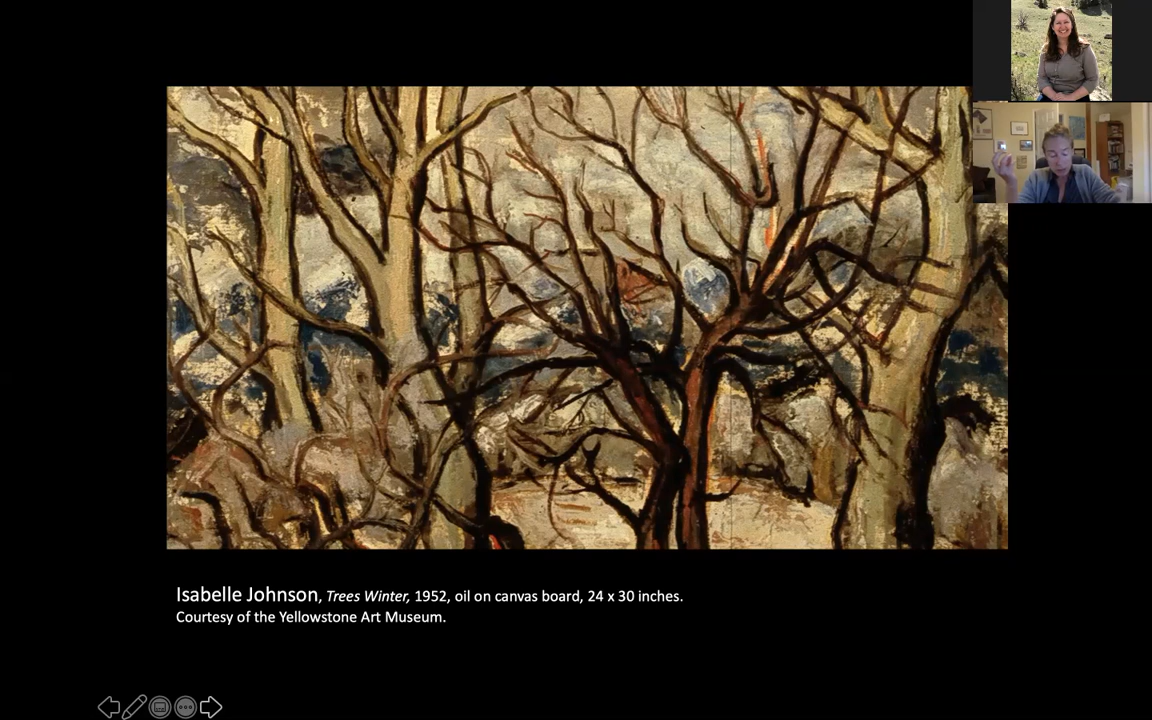 Isabelle Johnson, Trees Winter, 1952, oil on canvas board, 24 x 30 inches.
Courtesy of the Yellowstone Art Museum.